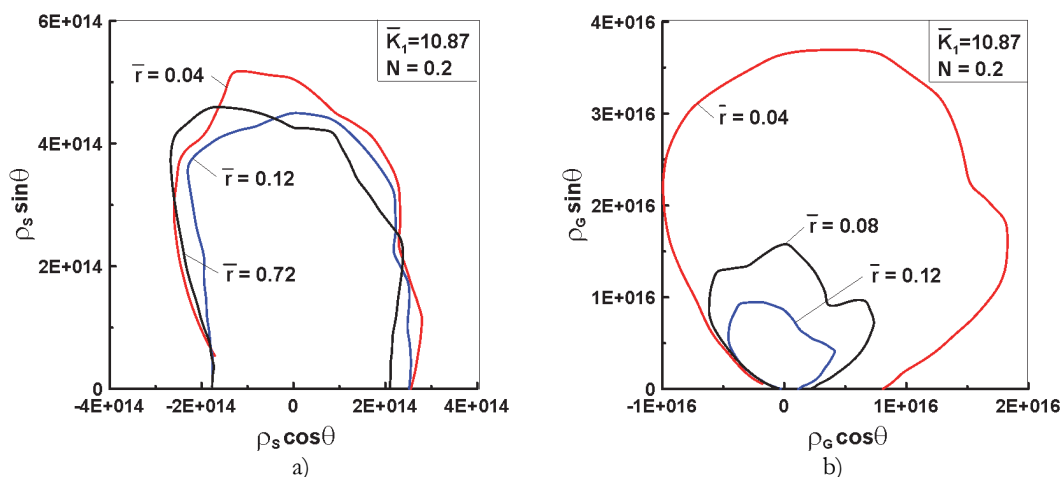 6E+014
4E+014
2E+014
0
-4E+014
-2E+014
0
2E+014
4E+014
ρS sinθ
ρS cosθ
K̄1=10.87
N = 0.2
r̄ = 0.04
r̄ = 0.12
r̄ = 0.72
a)
4E+016
3E+016
2E+016
1E+016
0
-1E+016
0
1E+016
2E+016
ρG sinθ
ρG cosθ
K̄1=10.87
N = 0.2
r̄ = 0.04
r̄ = 0.08
r̄ = 0.12
b)